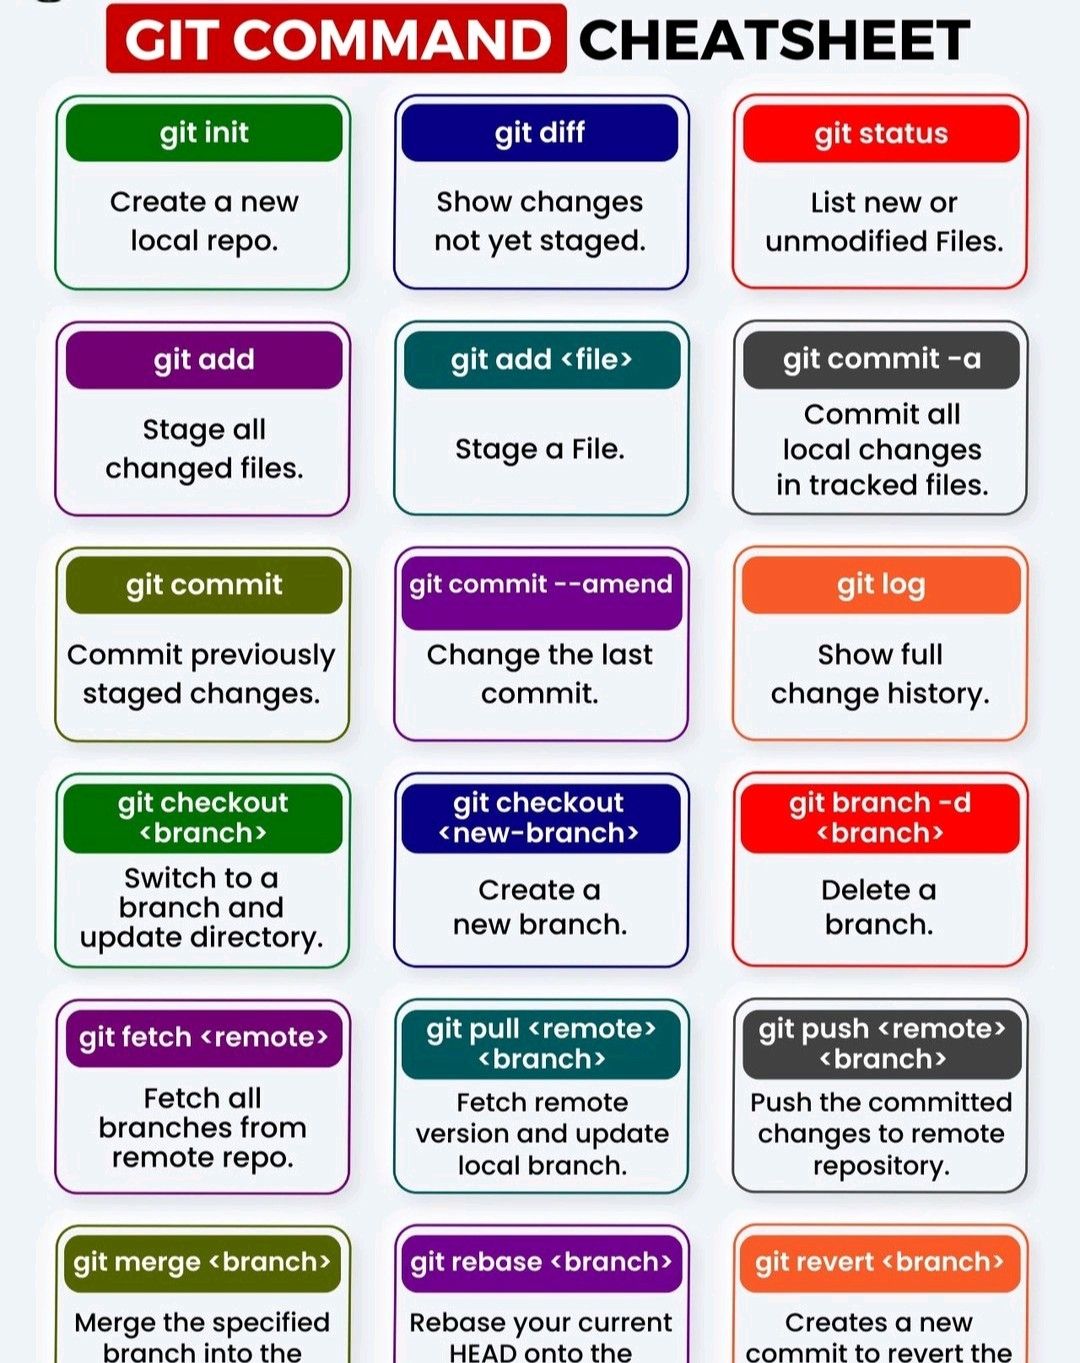 GIT COMMAND CHEATSHEET
git init
Create a new
local repo.
git diff
Show changes
not yet staged.
git status
List new or
unmodified Files.
git add
Stage all
changed files.
git add <file>
Stage a File.
git commit -a
Commit all
local changes
in tracked files.
git commit
Commit previously
staged changes.
git commit --amend
Change the last
commit.
git log
Show full
change history.
git checkout
<branch>
Switch to a
branch and
update directory.
git checkout
<new-branch>
Create a
new branch.
git branch -d
<branch>
Delete a
branch.
git fetch <remote>
Fetch all
branches from
remote repo.
git pull <remote>
<branch>
Fetch remote
version and update
local branch.
git push <remote>
<branch>
Push the committed
changes to remote
repository.
git merge <branch>
Merge the specified
branch into the
git rebase <branch>
Rebase your current
HEAD onto the
git revert <branch>
Creates a new
commit to revert the